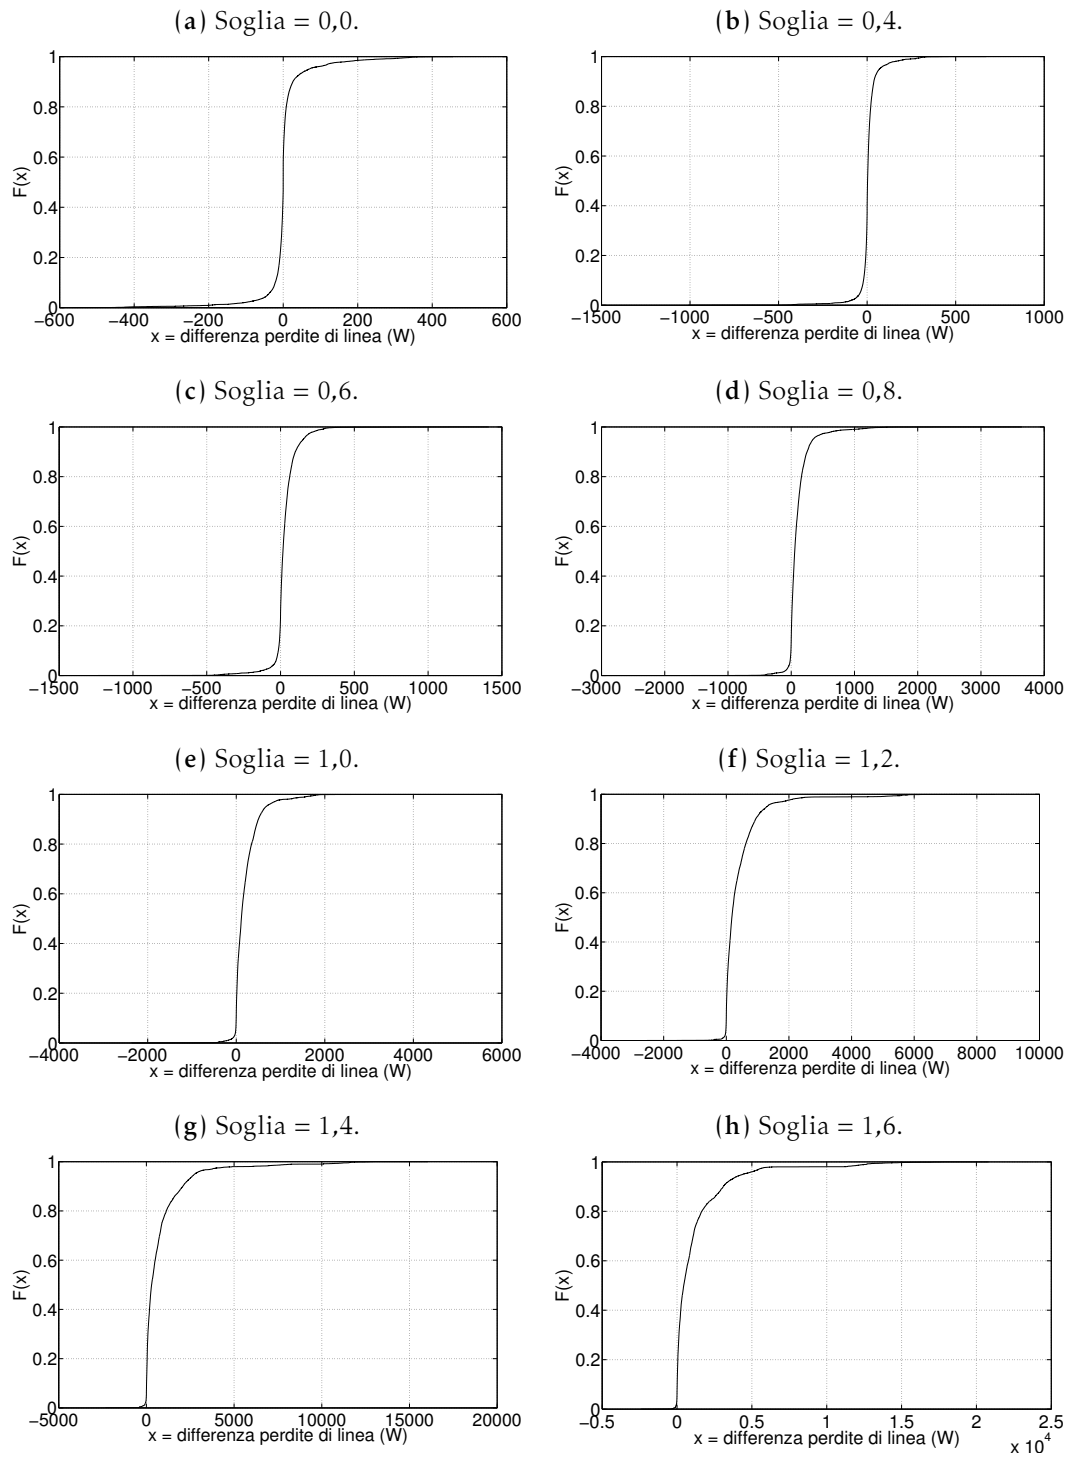 (a) Soglia = 0,0.
1
0.8
0.6
0.4
0.2
0
F(x)
−600 −400 −200 0 200 400 600
x = differenza perdite di linea (W)
(b) Soglia = 0,4.
1
0.8
0.6
0.4
0.2
0
F(x)
−1500 −1000 −500 0 500 1000
x = differenza perdite di linea (W)
(c) Soglia = 0,6.
1
0.8
0.6
0.4
0.2
0
F(x)
−1500 −1000 −500 0 500 1000 1500
x = differenza perdite di linea (W)
(d) Soglia = 0,8.
1
0.8
0.6
0.4
0.2
0
F(x)
−3000 −2000 −1000 0 1000 2000 3000 4000
x = differenza perdite di linea (W)
(e) Soglia = 1,0.
1
0.8
0.6
0.4
0.2
0
F(x)
−4000 −2000 0 2000 4000 6000
x = differenza perdite di linea (W)
(f) Soglia = 1,2.
1
0.8
0.6
0.4
0.2
0
F(x)
−4000 −2000 0 2000 4000 6000 8000 10000
x = differenza perdite di linea (W)
(g) Soglia = 1,4.
1
0.8
0.6
0.4
0.2
0
F(x)
−5000 0 5000 10000 15000 20000
x = differenza perdite di linea (W)
(h) Soglia = 1,6.
1
0.8
0.6
0.4
0.2
0
F(x)
−0.5 0 0.5 1 1.5 2 2.5
x = differenza perdite di linea (W)
x 10⁴